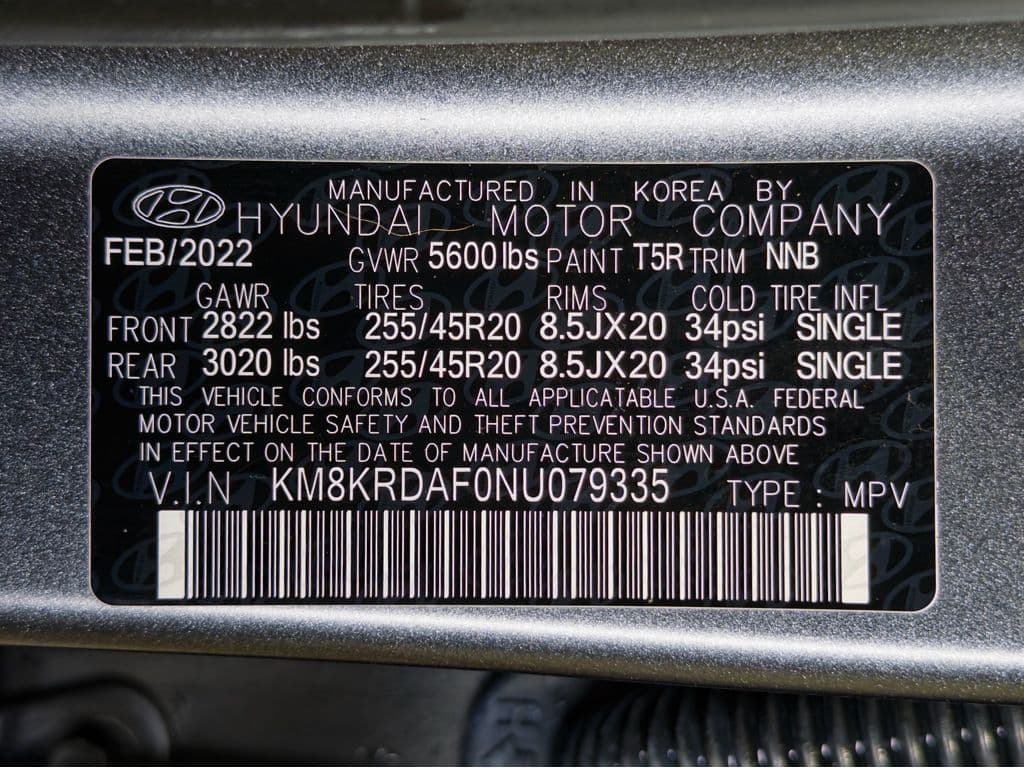 MANUFACTURED IN KOREA BY
HYUNDAI MOTOR COMPANY
FEB/2022 GVWR 5600lbs PAINT T5R TRIM NNB
GAWR TIRES RIMS COLD TIRE INFL
FRONT 2822 lbs 255/45R20 8.5JX20 34psi SINGLE
REAR 3020 lbs 255/45R20 8.5JX20 34psi SINGLE
THIS VEHICLE CONFORMS TO ALL APPLICATABLE U.S.A. FEDERAL
MOTOR VEHICLE SAFETY AND THEFT PREVENTION STANDARDS
IN EFFECT ON THE DATE OF MANUFACTURE SHOWN ABOVE
V.I.N KM8KRDAF0NU079335 TYPE : MPV